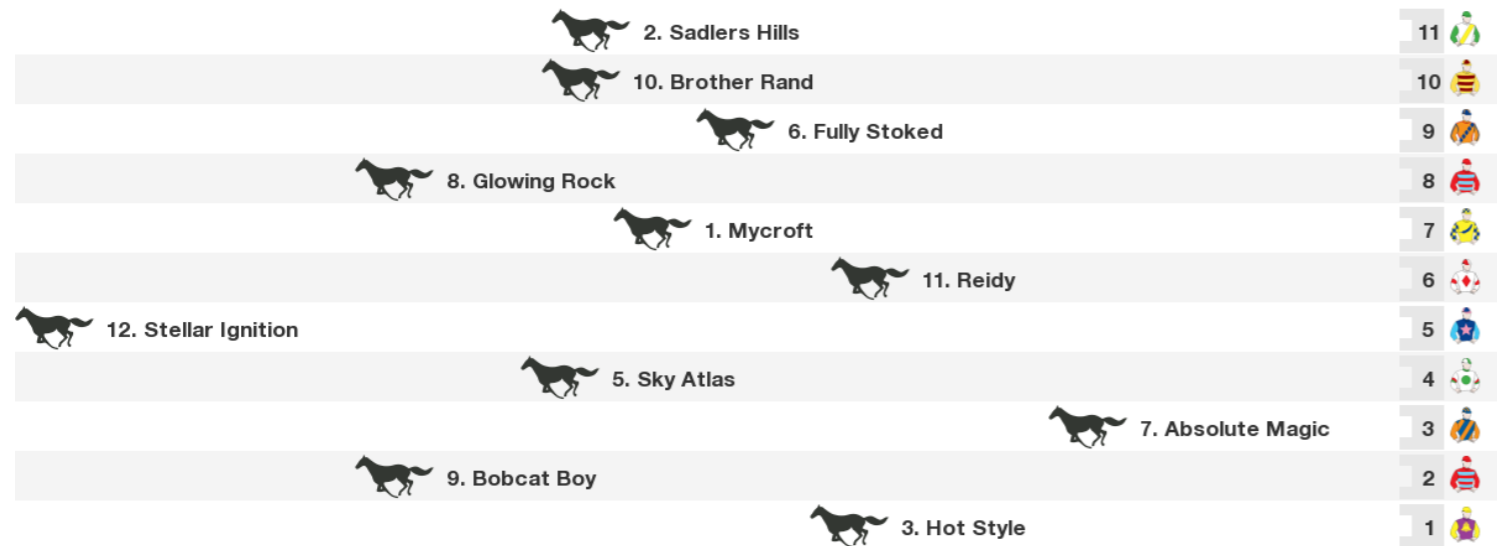 2. Sadlers Hills 11
10. Brother Rand 10
6. Fully Stoked 9
8. Glowing Rock 8
1. Mycroft 7
11. Reidy 6
12. Stellar Ignition 5
5. Sky Atlas 4
7. Absolute Magic 3
9. Bobcat Boy 2
3. Hot Style 1